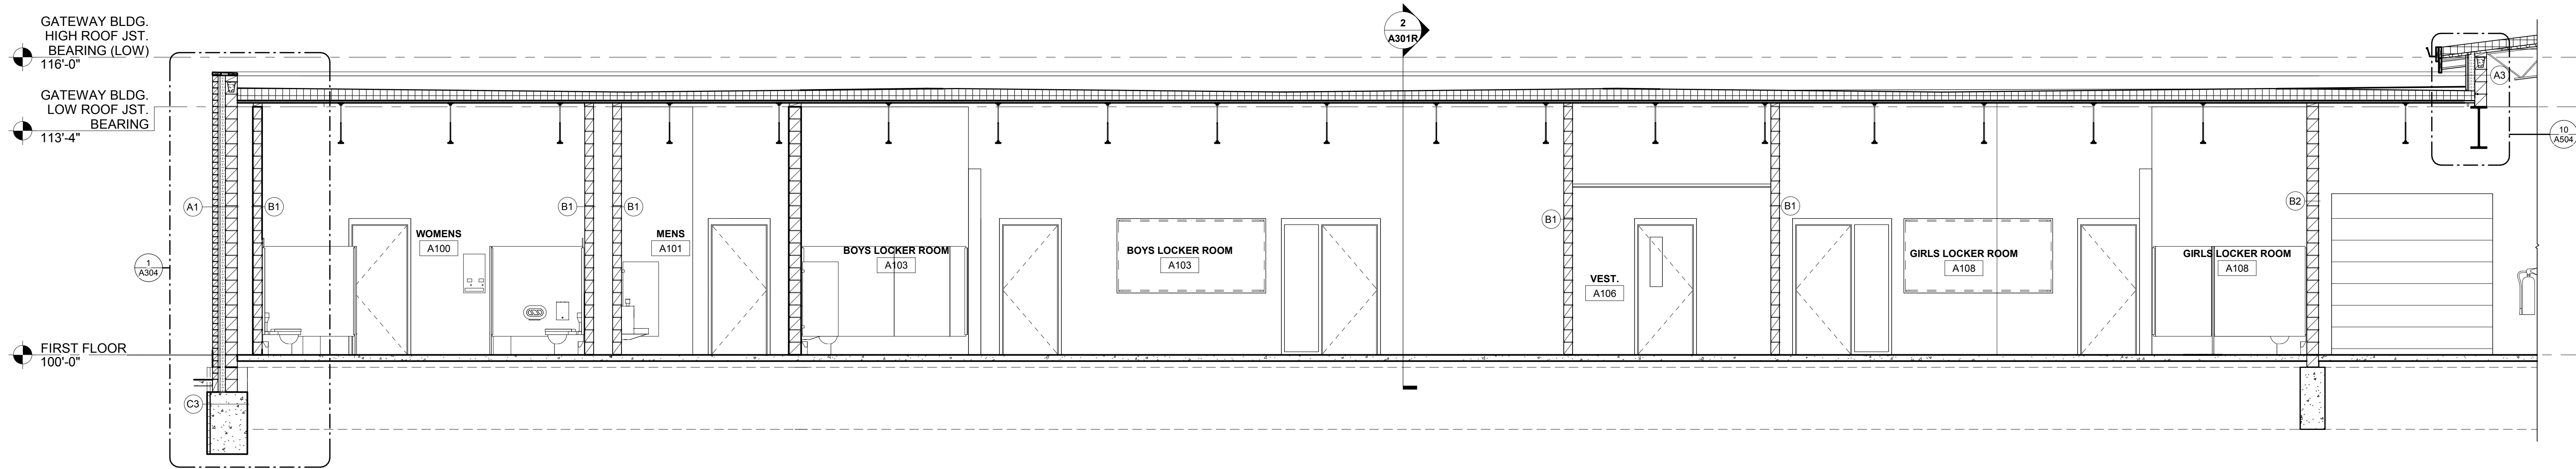 GATEWAY BLDG.
HIGH ROOF JST.
BEARING (LOW)
116'-0"
GATEWAY BLDG.
LOW ROOF JST.
BEARING
113'-4"
FIRST FLOOR
100'-0"
1
A304
A1
C3
B1
WOMENS
A100
B1
B1
MENS
A101
BOYS LOCKER ROOM
A103
BOYS LOCKER ROOM
A103
2
A301R
B1
VEST.
A106
B1
GIRLS LOCKER ROOM
A108
GIRLS LOCKER ROOM
A108
B2
A3
10
A504